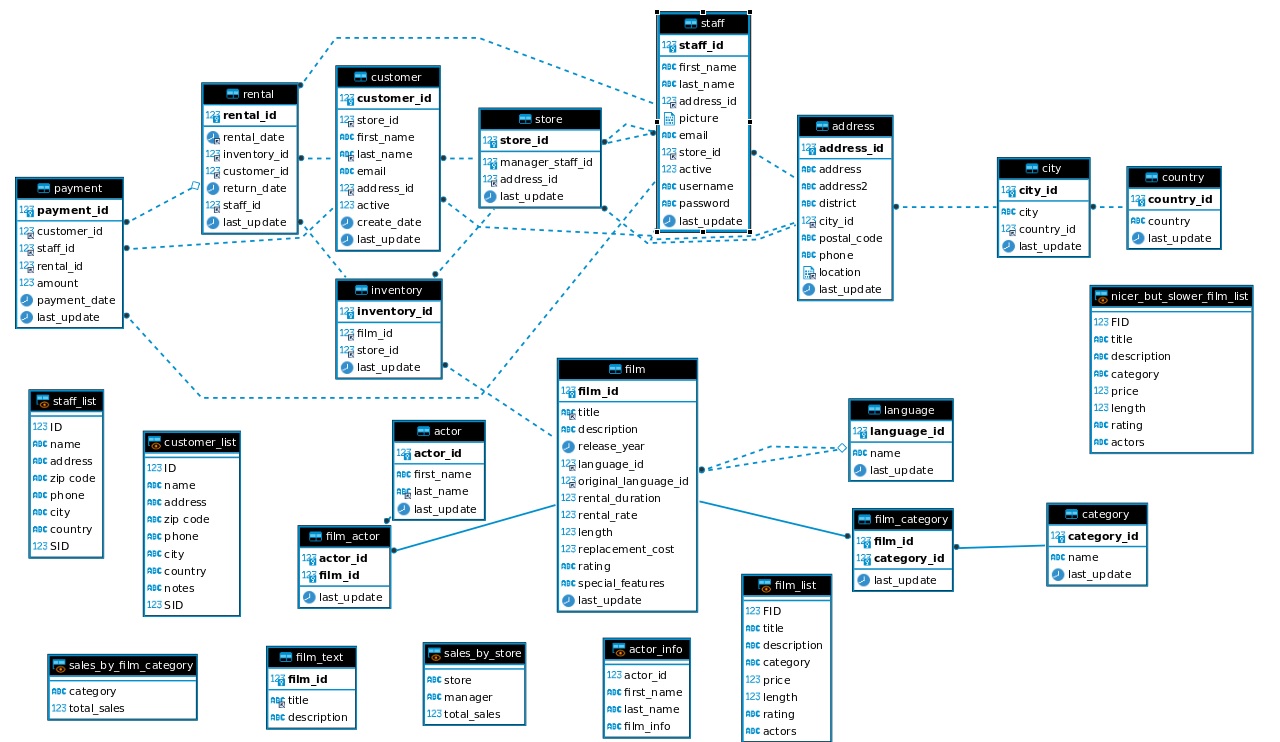 staff
staff_id
first_name
last_name
address_id
picture
email
store_id
active
username
password
last_update
customer
customer_id
store_id
first_name
last_name
email
address_id
active
create_date
last_update
rental
rental_id
rental_date
inventory_id
customer_id
return_date
staff_id
last_update
store
store_id
manager_staff_id
address_id
last_update
address
address_id
address
address2
district
city_id
postal_code
phone
location
last_update
city
city_id
city
country_id
last_update
country
country_id
country
last_update
payment
payment_id
customer_id
staff_id
rental_id
amount
payment_date
last_update
inventory
inventory_id
film_id
store_id
last_update
nicer_but_slower_film_list
FID
title
description
category
price
length
rating
actors
film
film_id
title
description
release_year
language_id
original_language_id
rental_duration
rental_rate
length
replacement_cost
rating
special_features
last_update
staff_list
ID
name
address
zip code
phone
city
country
SID
customer_list
ID
name
address
zip code
phone
city
country
notes
SID
actor
actor_id
first_name
last_name
last_update
language
language_id
name
last_update
film_actor
actor_id
film_id
last_update
film_category
film_id
category_id
last_update
category
category_id
name
last_update
film_list
FID
title
description
category
price
length
rating
actors
sales_by_film_category
category
total_sales
film_text
film_id
title
description
sales_by_store
store
manager
total_sales
actor_info
actor_id
first_name
last_name
film_info